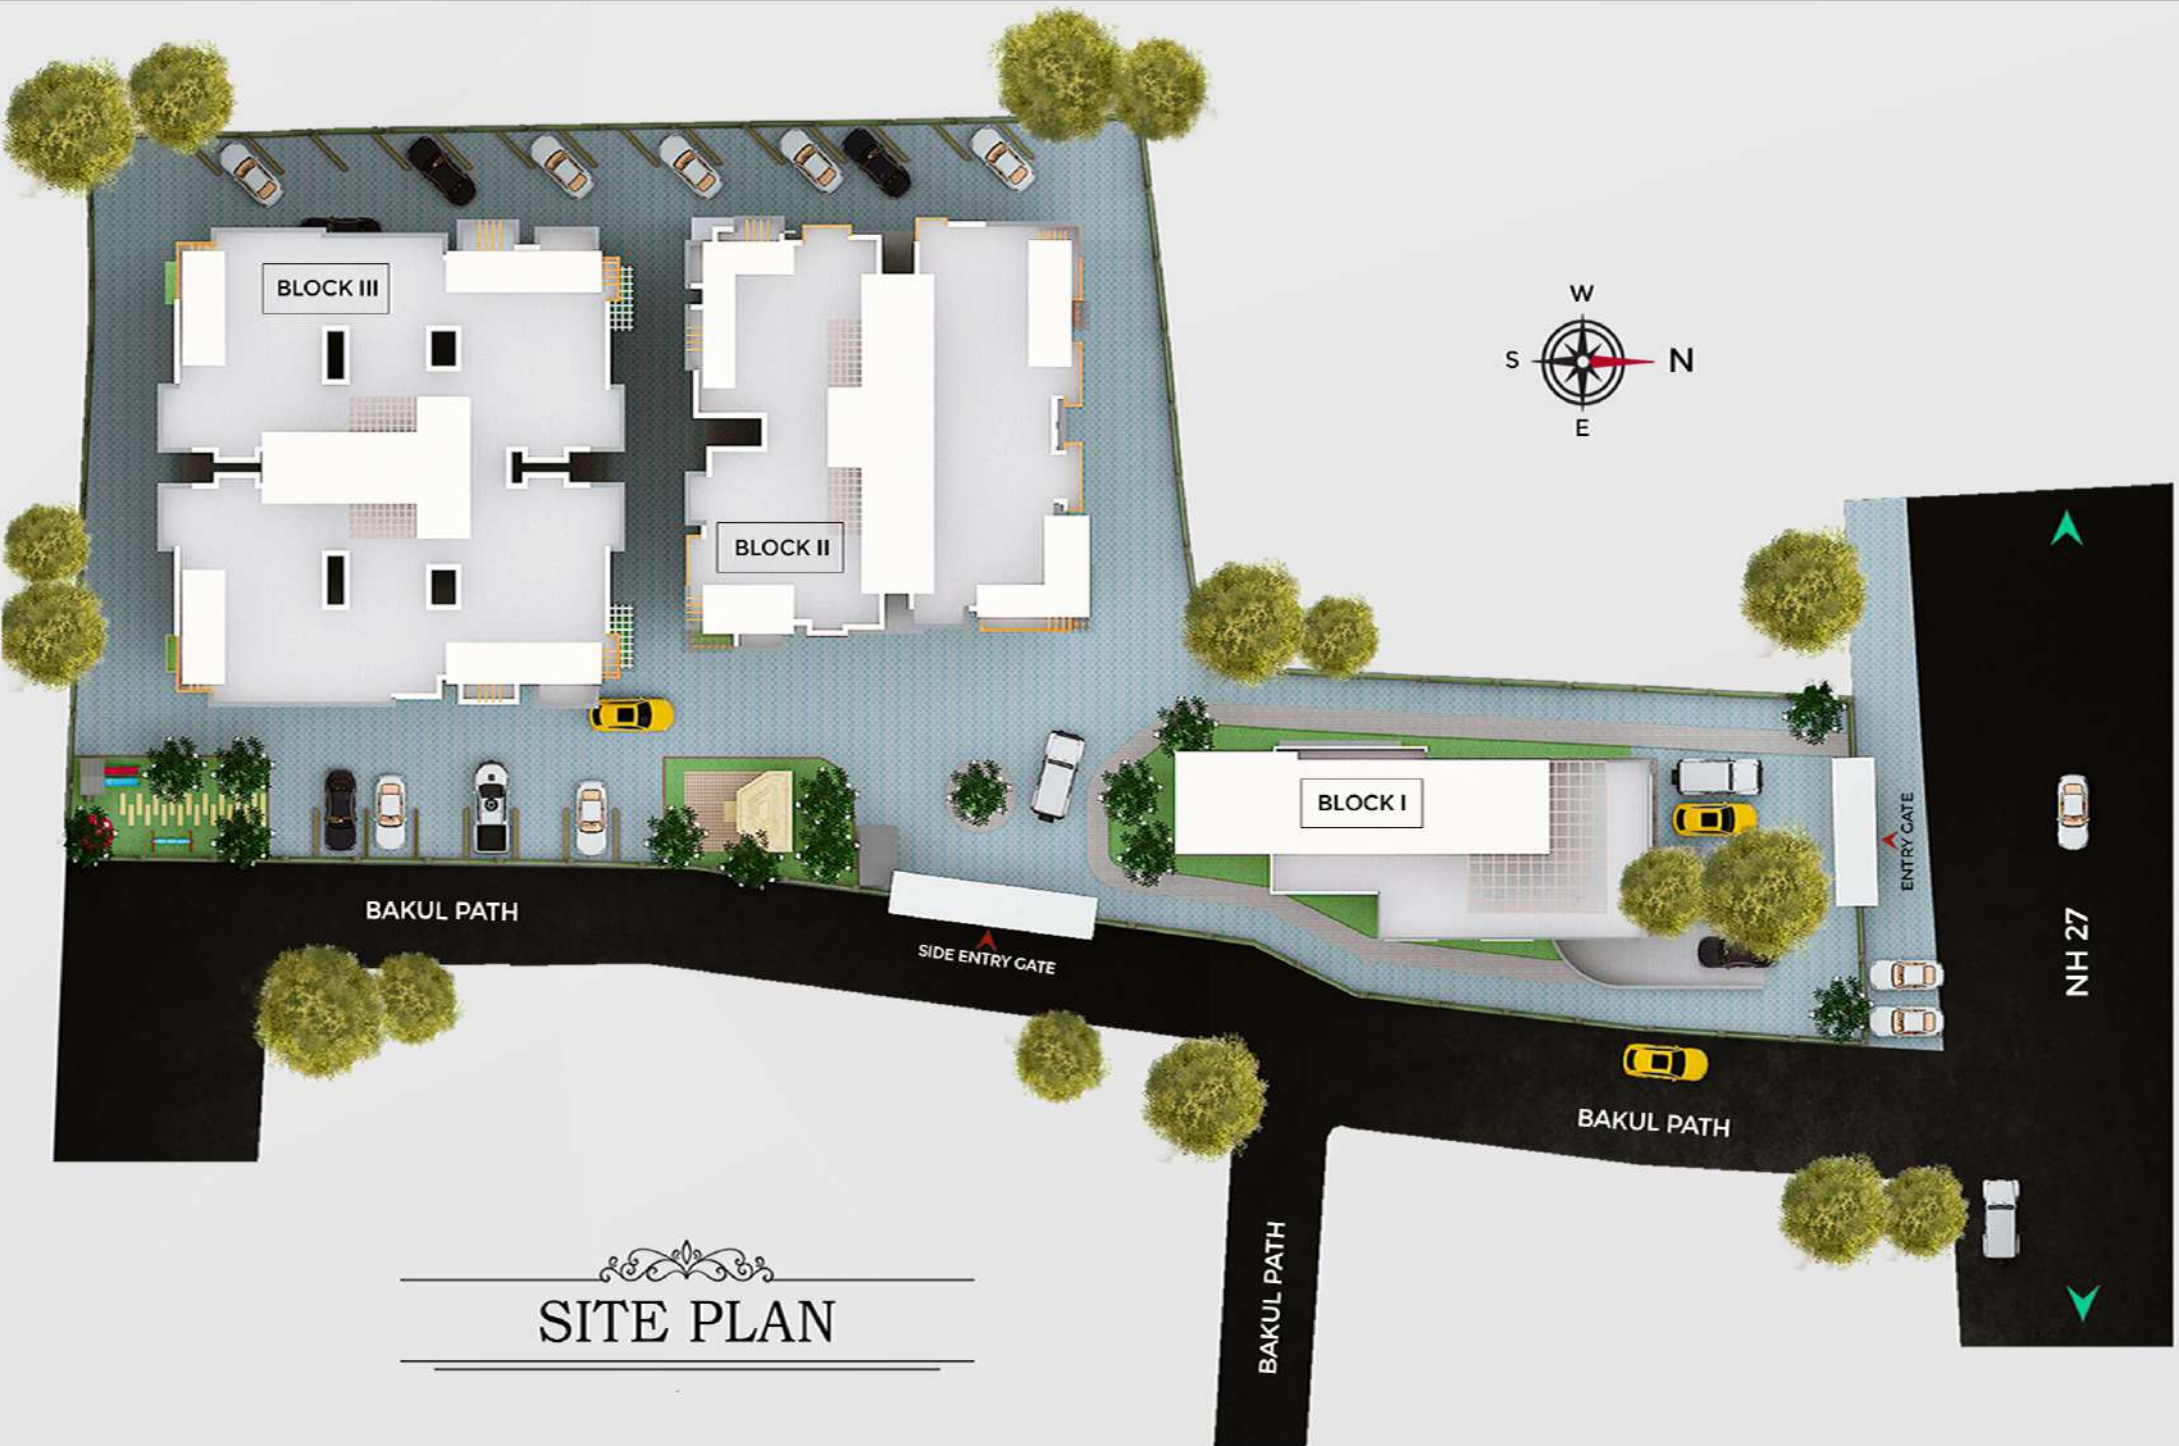 BLOCK III
W
S
N
E
BLOCK II
BLOCK I
ENTRY GATE
BAKUL PATH
SIDE ENTRY GATE
NH 27
BAKUL PATH
BAKUL PATH
SITE PLAN